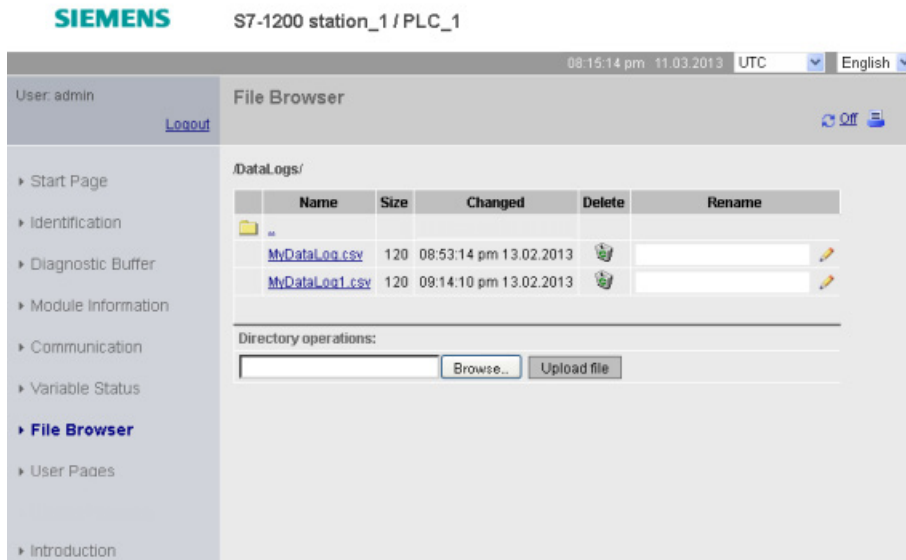 SIEMENS S7-1200 station_1 / PLC_1
08:15:14 pm 11.03.2013 UTC English
User: admin
Logout
File Browser
Off
Start Page
Identification
Diagnostic Buffer
Module Information
Communication
Variable Status
File Browser
User Pages
Introduction
/DataLogs/
Name Size Changed Delete Rename
..
MyDataLog.csv 120 08:53:14 pm 13.02.2013
MyDataLog1.csv 120 09:14:10 pm 13.02.2013
Directory operations:
Browse... Upload file